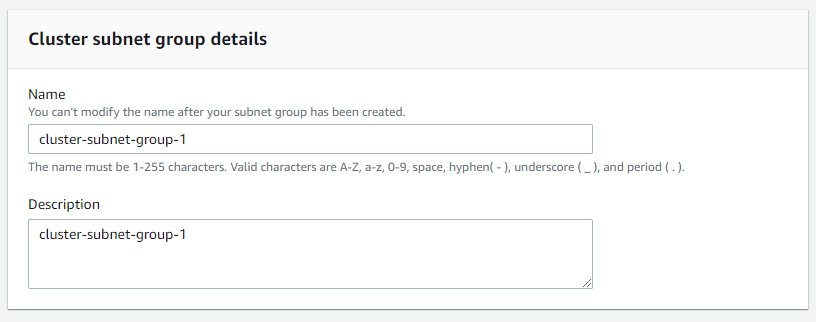 Cluster subnet group details
Name
You can't modify the name after your subnet group has been created.
cluster-subnet-group-1
The name must be 1-255 characters. Valid characters are A-Z, a-z, 0-9, space, hyphen( - ), underscore ( _ ), and period ( . ).
Description
cluster-subnet-group-1